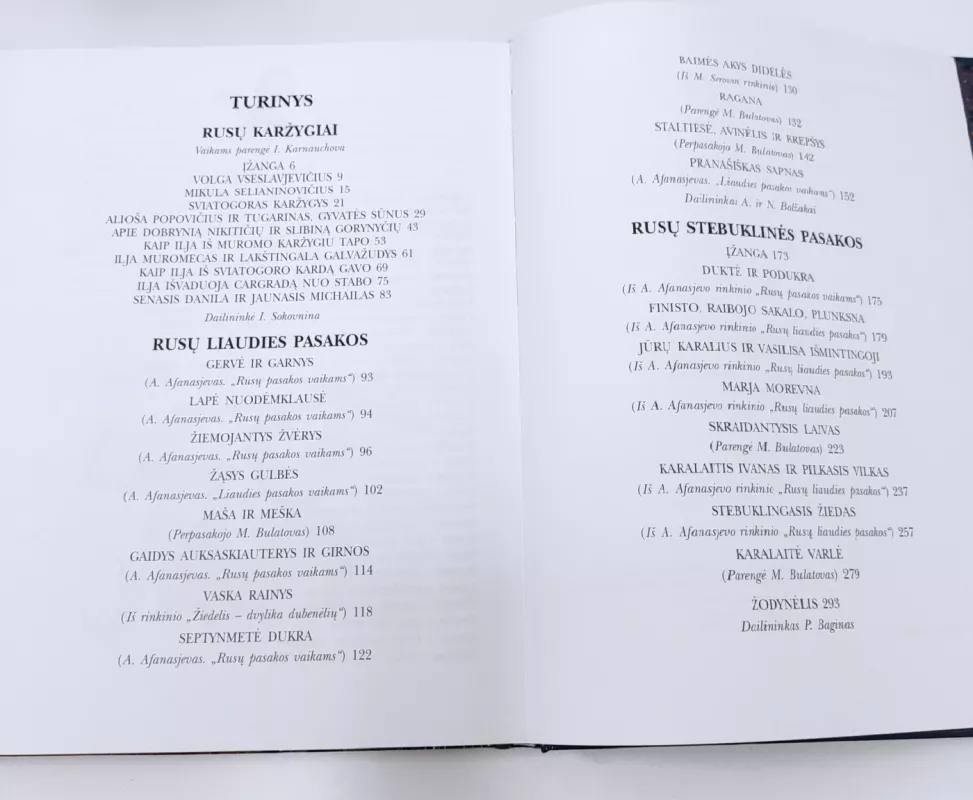 TURINYS
RUSŲ KARŽYGIAI
Vaikams parengė I. Karnauchova
ĮŽANGA 6
VOLGA VSESLAVJEVIČIUS 9
MIKULA SELIANINOVIČIUS 15
SVIATOGORAS KARŽYGYS 21
ALIOŠA POPOVIČIUS IR TUGARINAS, GYVATĖS SŪNUS 29
APIE DOBRYNIĄ NIKITIČIŲ IR SLIBINĄ GORYNYČIŲ 43
KAIP ILJA IŠ MUROMO KARŽYGIU TAPO 53
ILJA MUROMECAS IR LAKŠTINGALA GALVAŽUDYS 61
KAIP ILJA IŠ SVIATOGORO KARDĄ GAVO 69
ILJA IŠVADUOJA CARGRADĄ NUO STABO 75
SENASIS DANILA IR JAUNASIS MICHAILAS 83
Dailininkė I. Sokovnina
RUSŲ LIAUDIES PASAKOS
GERVĖ IR GARNYS
(A. Afanasjevas. „Rusų pasakos vaikams“) 93
LAPĖ NUODĖMKLAUSĖ
(A. Afanasjevas. „Rusų pasakos vaikams“) 94
ŽIEMOJANTYS ŽVĖRYS
(A. Afanasjevas. „Rusų pasakos vaikams“) 96
ŽĄSYS GULBĖS
(A. Afanasjevas. „Liaudies pasakos vaikams“) 102
MAŠA IR MEŠKA
(Perpasakojo M. Bulatovas) 108
GAIDYS AUKSASKIAUTERYS IR GIRNOS
(A. Afanasjevas. „Rusų pasakos vaikams“) 114
VASKA RAINYS
(Iš rinkinio „Žiedelis – dvylika dubenėlių“) 118
SEPTYNMETĖ DUKRA
(A. Afanasjevas. „Rusų pasakos vaikams“) 122
BAIMĖS AKYS DIDELĖS
(Iš M. Serovas rinkinio) 130
RAGANA
(Parengė M. Bulatovas) 132
STALTIESĖ, AVINĖLIS IR KREPŠYS
(Perpasakojo M. Bulatovas) 142
PRANAŠIŠKAS SAPNAS
(A. Afanasjevas. „Liaudies pasakos vaikams“) 152
Dailininkai A. ir N. Balžakai
RUSŲ STEBUKLINĖS PASAKOS
ĮŽANGA 173
DUKTĖ IR PODUKRA
(Iš A. Afanasjevo rinkinio „Rusų pasakos vaikams“) 175
FINISTO, RAIBOJO SAKALO, PLUNKSNA
(Iš A. Afanasjevo rinkinio „Rusų liaudies pasakos“) 179
JŪRŲ KARALIUS IR VASILISA IŠMINTINGOJI
(Iš A. Afanasjevo rinkinio „Rusų liaudies pasakos“) 193
MARJA MOREVNA
(Iš A. Afanasjevo rinkinio „Rusų liaudies pasakos“) 207
SKRAIDANTYSIS LAIVAS
(Parengė M. Bulatovas) 223
KARALAITIS IVANAS IR PILKASIS VILKAS
(Iš A. Afanasjevo rinkinio „Rusų liaudies pasakos“) 237
STEBUKLINGASIS ŽIEDAS
(Iš A. Afanasjevo rinkinio „Rusų liaudies pasakos“) 257
KARALAITĖ VARLĖ
(Parengė M. Bulatovas) 279
ŽODYNĖLIS 293
Dailininkas P. Baginas